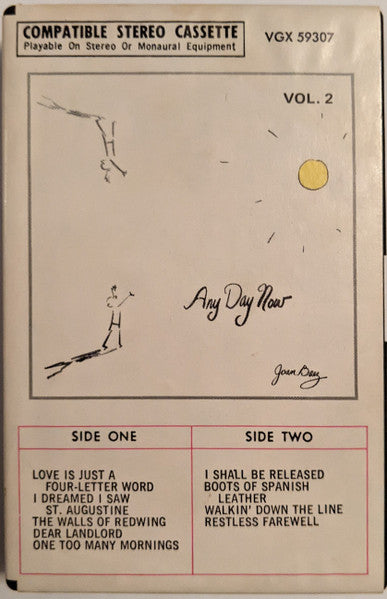 COMPATIBLE STEREO CASSETTE
Playable On Stereo Or Monaural Equipment
VGX 59307
VOL. 2
Any Day Now
Joan Baez
SIDE ONE
LOVE IS JUST A
FOUR-LETTER WORD
I DREAMED I SAW
ST. AUGUSTINE
THE WALLS OF REDWING
DEAR LANDLORD
ONE TOO MANY MORNINGS
SIDE TWO
I SHALL BE RELEASED
BOOTS OF SPANISH
LEATHER
WALKIN' DOWN THE LINE
RESTLESS FAREWELL